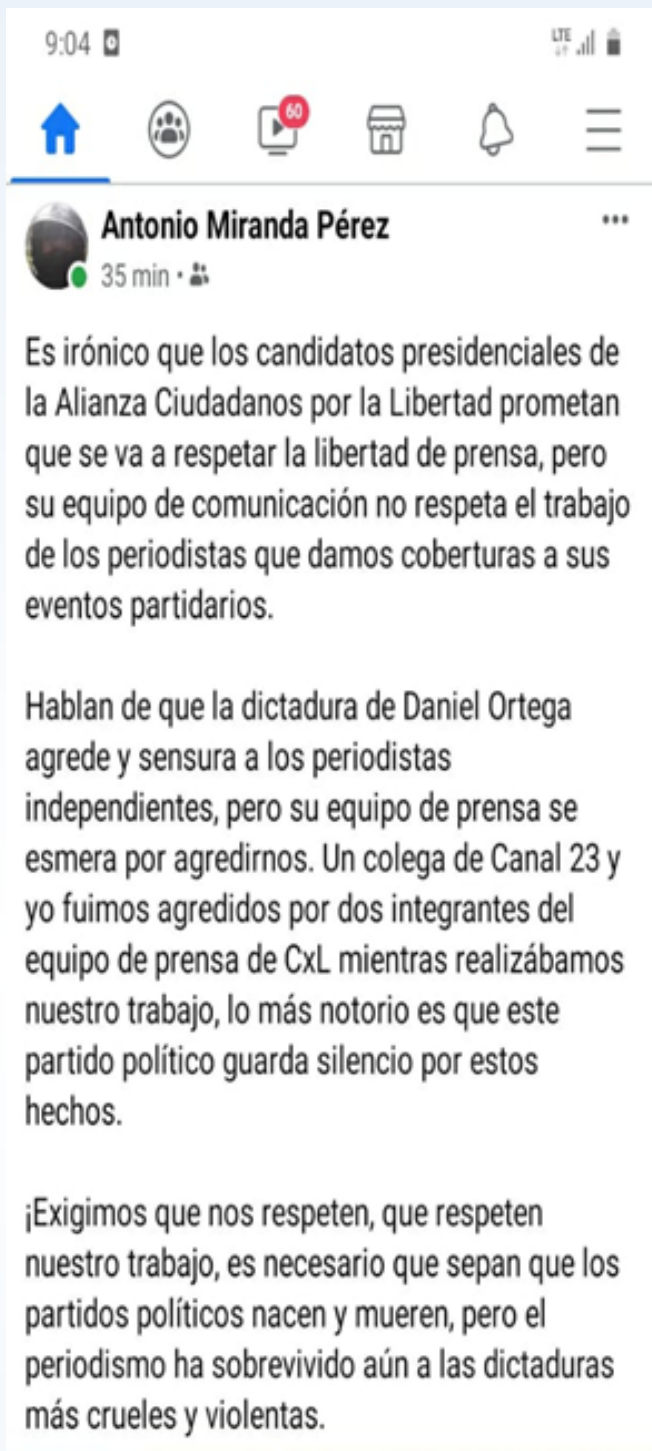 9:04
LTE
60
Antonio Miranda Pérez
35 min
Es irónico que los candidatos presidenciales de
la Alianza Ciudadanos por la Libertad prometan
que se va a respetar la libertad de prensa, pero
su equipo de comunicación no respeta el trabajo
de los periodistas que damos coberturas a sus
eventos partidarios.
Hablan de que la dictadura de Daniel Ortega
agrede y sensura a los periodistas
independientes, pero su equipo de prensa se
esmera por agredirnos. Un colega de Canal 23 y
yo fuimos agredidos por dos integrantes del
equipo de prensa de CxL mientras realizábamos
nuestro trabajo, lo más notorio es que este
partido político guarda silencio por estos
hechos.
¡Exigimos que nos respeten, que respeten
nuestro trabajo, es necesario que sepan que los
partidos políticos nacen y mueren, pero el
periodismo ha sobrevivido aún a las dictaduras
más crueles y violentas.